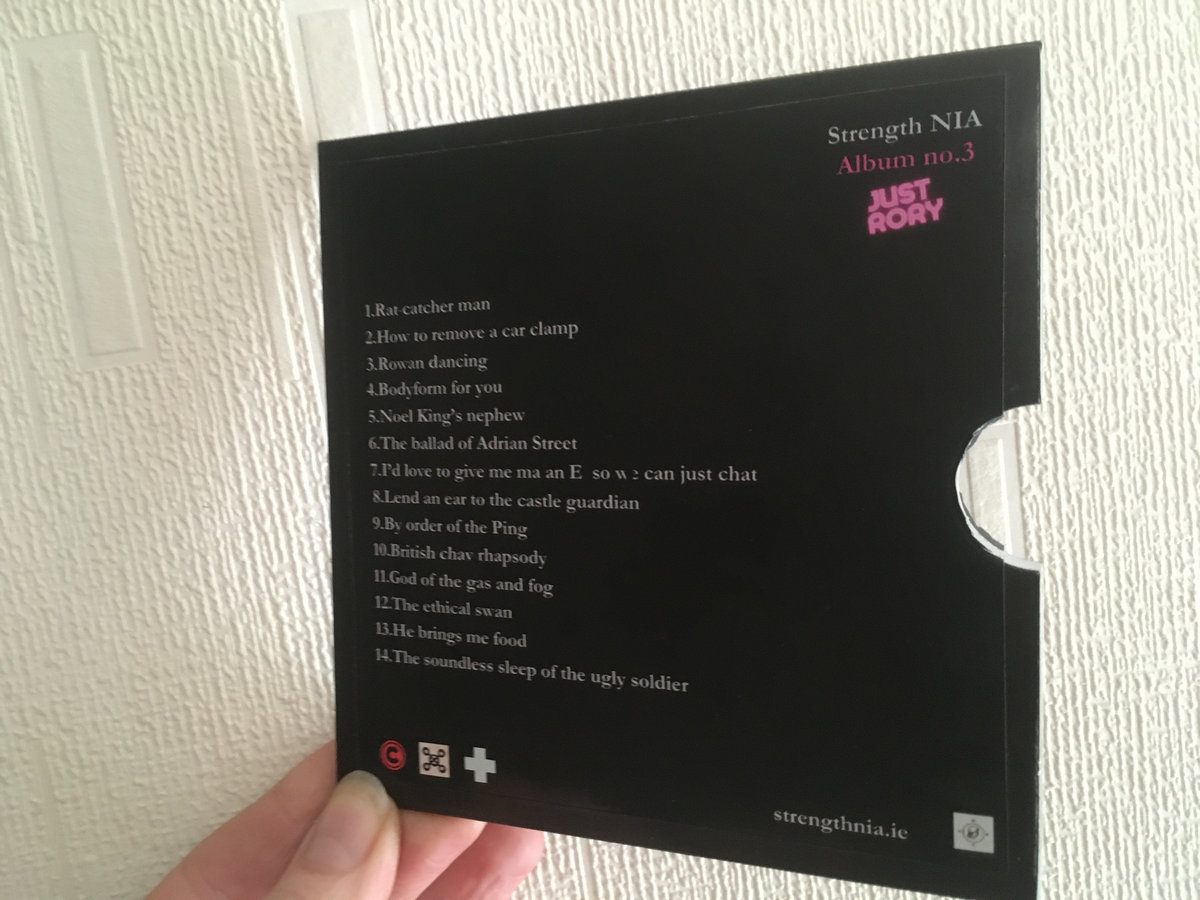 Strength NIA
Album no.3
JUST
RORY
1.Rat-catcher man
2.How to remove a car clamp
3.Rowan dancing
4.Bodyform for you
5.Noel King's nephew
6.The ballad of Adrian Street
7.I'd love to give me ma an E so we can just chat
8.Lend an ear to the castle guardian
9.By order of the Ping
10.British chav rhapsody
11.God of the gas and fog
12.The ethical swan
13.He brings me food
14.The soundless sleep of the ugly soldier
C
strengthnia.ie